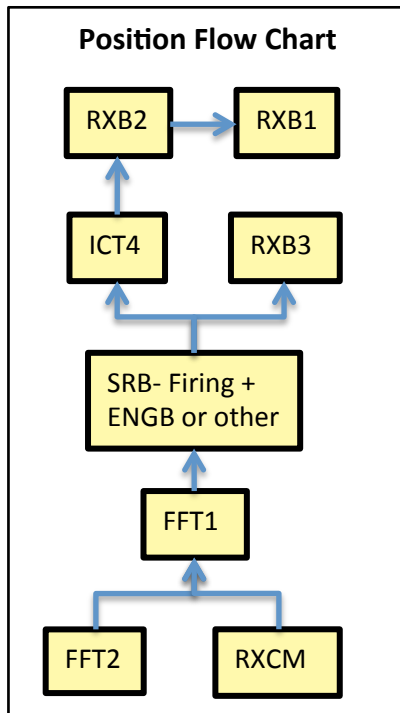 Position Flow Chart
RXB2
RXB1
ICT4
RXB3
SRB- Firing +
ENGB or other
FFT1
FFT2
RXCM